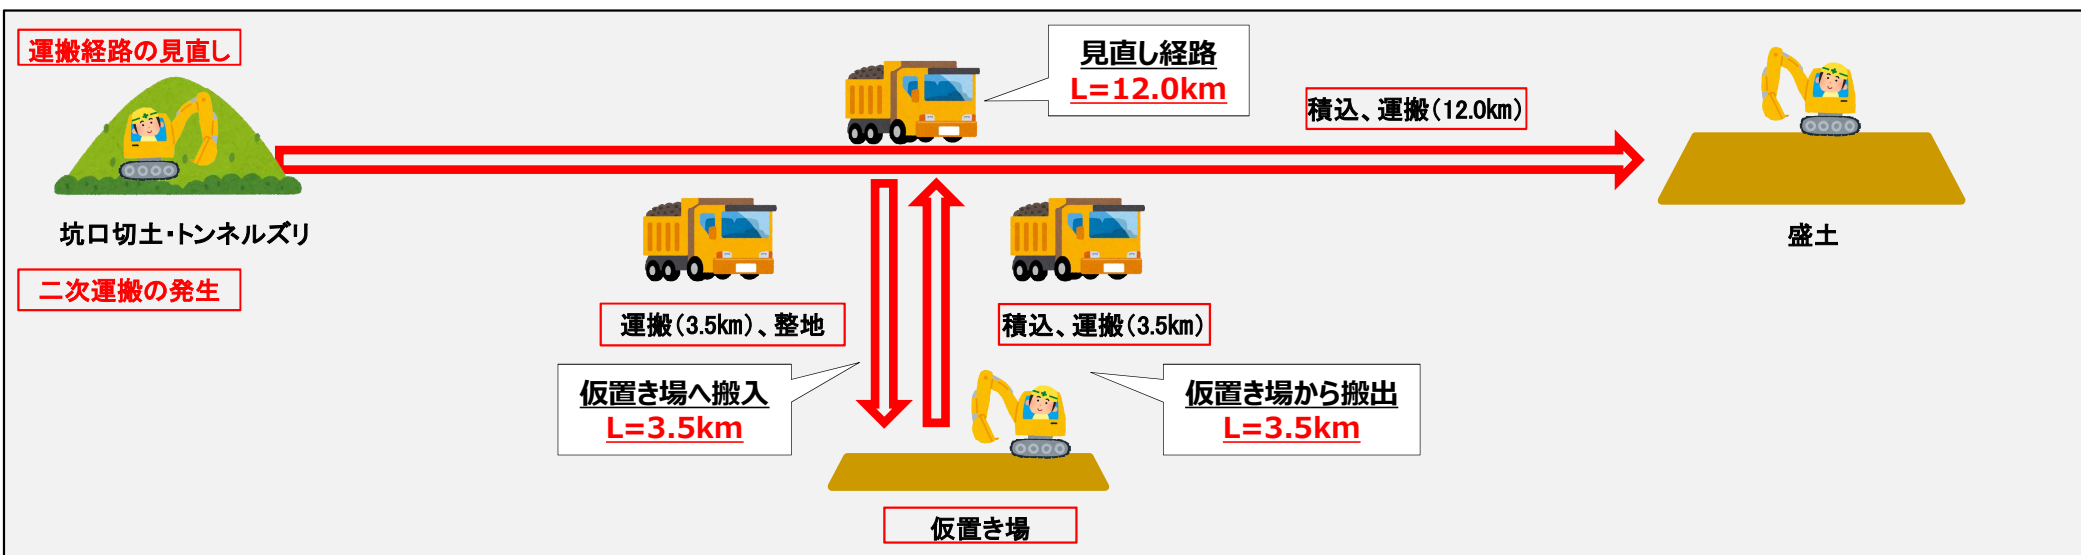 運搬経路の見直し
見直し経路
L=12.0km
積込、運搬(12.0km)
坑口切土・トンネルズリ
盛土
二次運搬の発生
運搬(3.5km)、整地
積込、運搬(3.5km)
仮置き場へ搬入
L=3.5km
仮置き場から搬出
L=3.5km
仮置き場